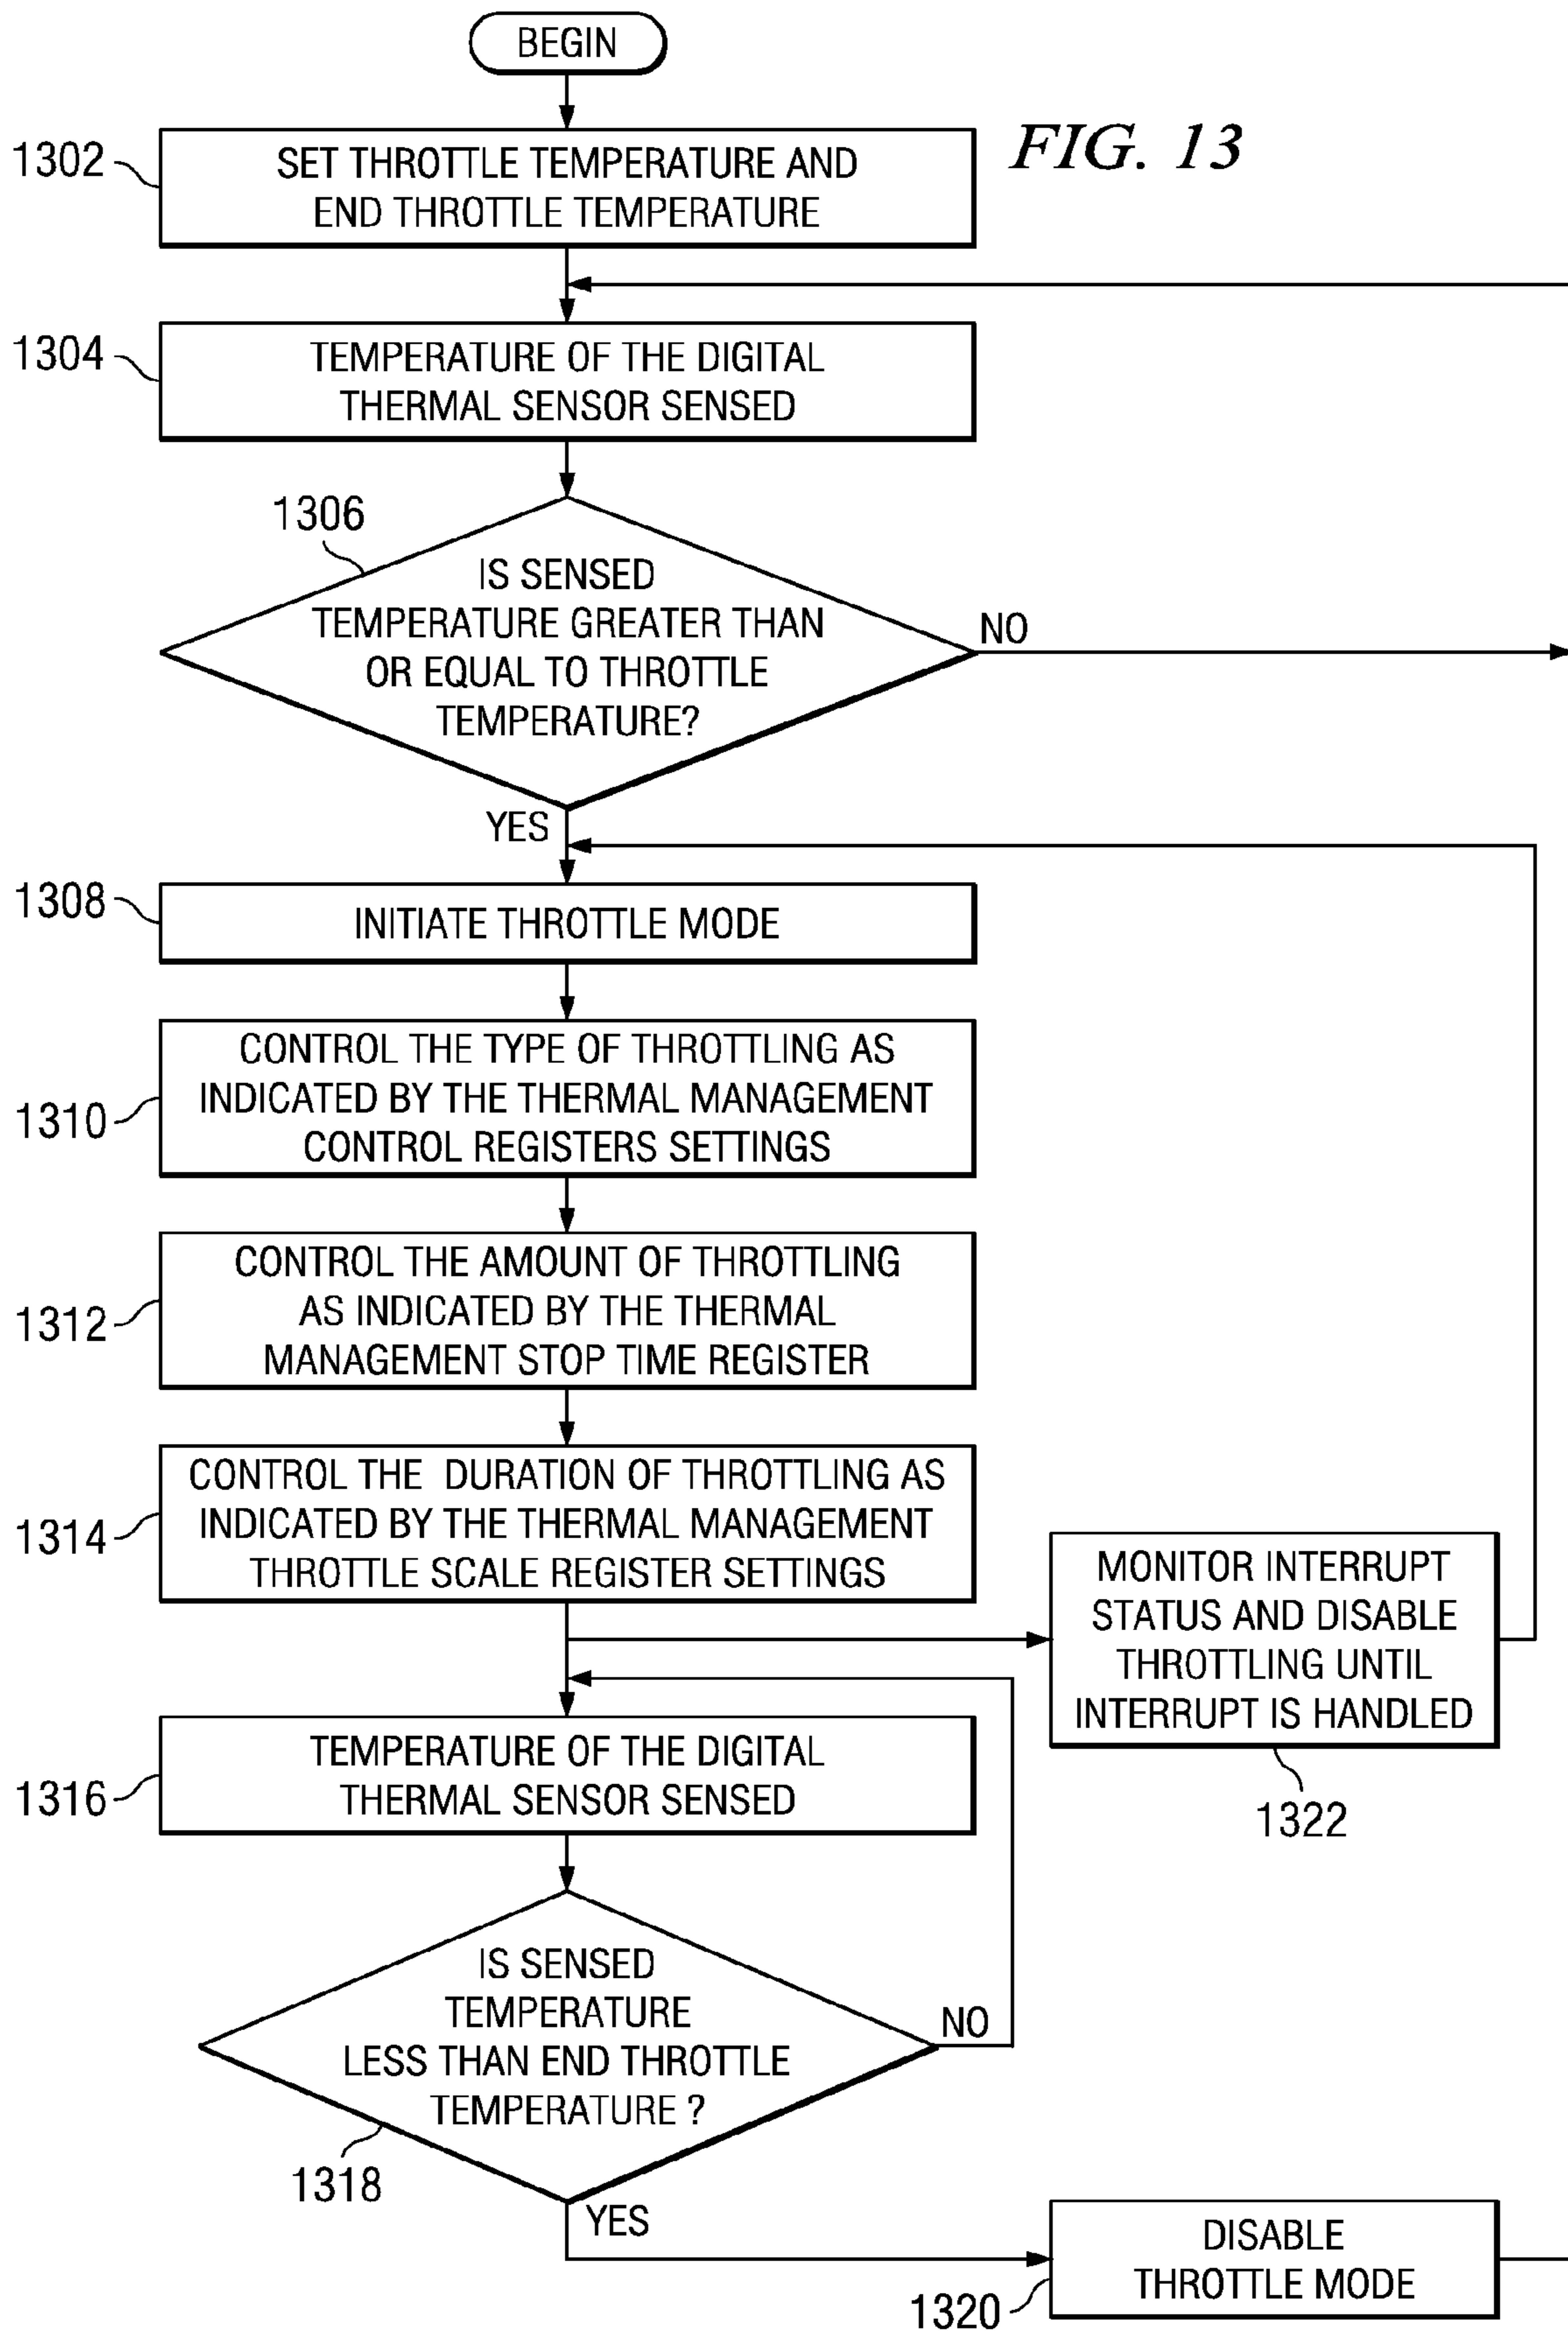 BEGIN
FIG. 13
1302
SET THROTTLE TEMPERATURE AND
END THROTTLE TEMPERATURE
1304
TEMPERATURE OF THE DIGITAL
THERMAL SENSOR SENSED
1306
IS SENSED
TEMPERATURE GREATER THAN
OR EQUAL TO THROTTLE
TEMPERATURE?
NO
YES
1308
INITIATE THROTTLE MODE
1310
CONTROL THE TYPE OF THROTTLING AS
INDICATED BY THE THERMAL MANAGEMENT
CONTROL REGISTERS SETTINGS
1312
CONTROL THE AMOUNT OF THROTTLING
AS INDICATED BY THE THERMAL
MANAGEMENT STOP TIME REGISTER
1314
CONTROL THE DURATION OF THROTTLING AS
INDICATED BY THE THERMAL MANAGEMENT
THROTTLE SCALE REGISTER SETTINGS
MONITOR INTERRUPT
STATUS AND DISABLE
THROTTLING UNTIL
INTERRUPT IS HANDLED
1322
1316
TEMPERATURE OF THE DIGITAL
THERMAL SENSOR SENSED
IS SENSED
TEMPERATURE
LESS THAN END THROTTLE
TEMPERATURE ?
NO
1318
YES
DISABLE
THROTTLE MODE
1320